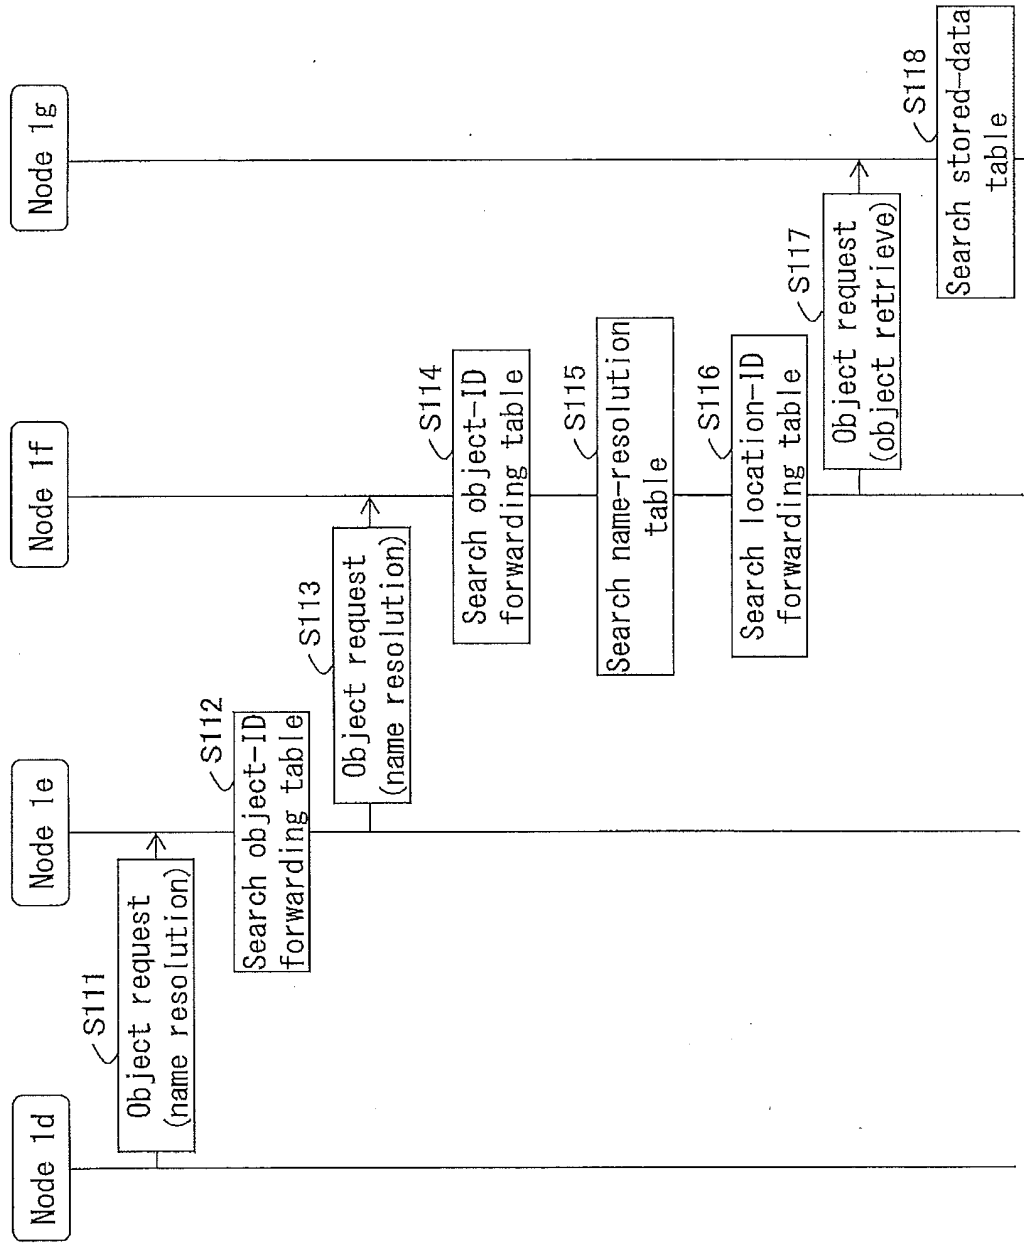 Node 1d
Node 1e
Node 1f
Node 1g
S111
Object request
(name resolution)
S112
Search object-ID
forwarding table
S113
Object request
(name resolution)
S114
Search object-ID
forwarding table
S115
Search name-resolution
table
S116
Search location-ID
forwarding table
S117
Object request
(object retrieve)
S118
Search stored-data
table